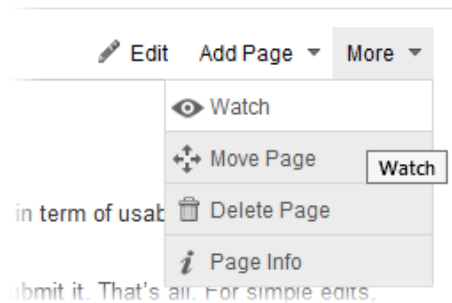 Edit Add Page More
Watch
Move Page
Watch
in term of usab
Delete Page
Page Info
ubmit it. That's all. For simple edits,